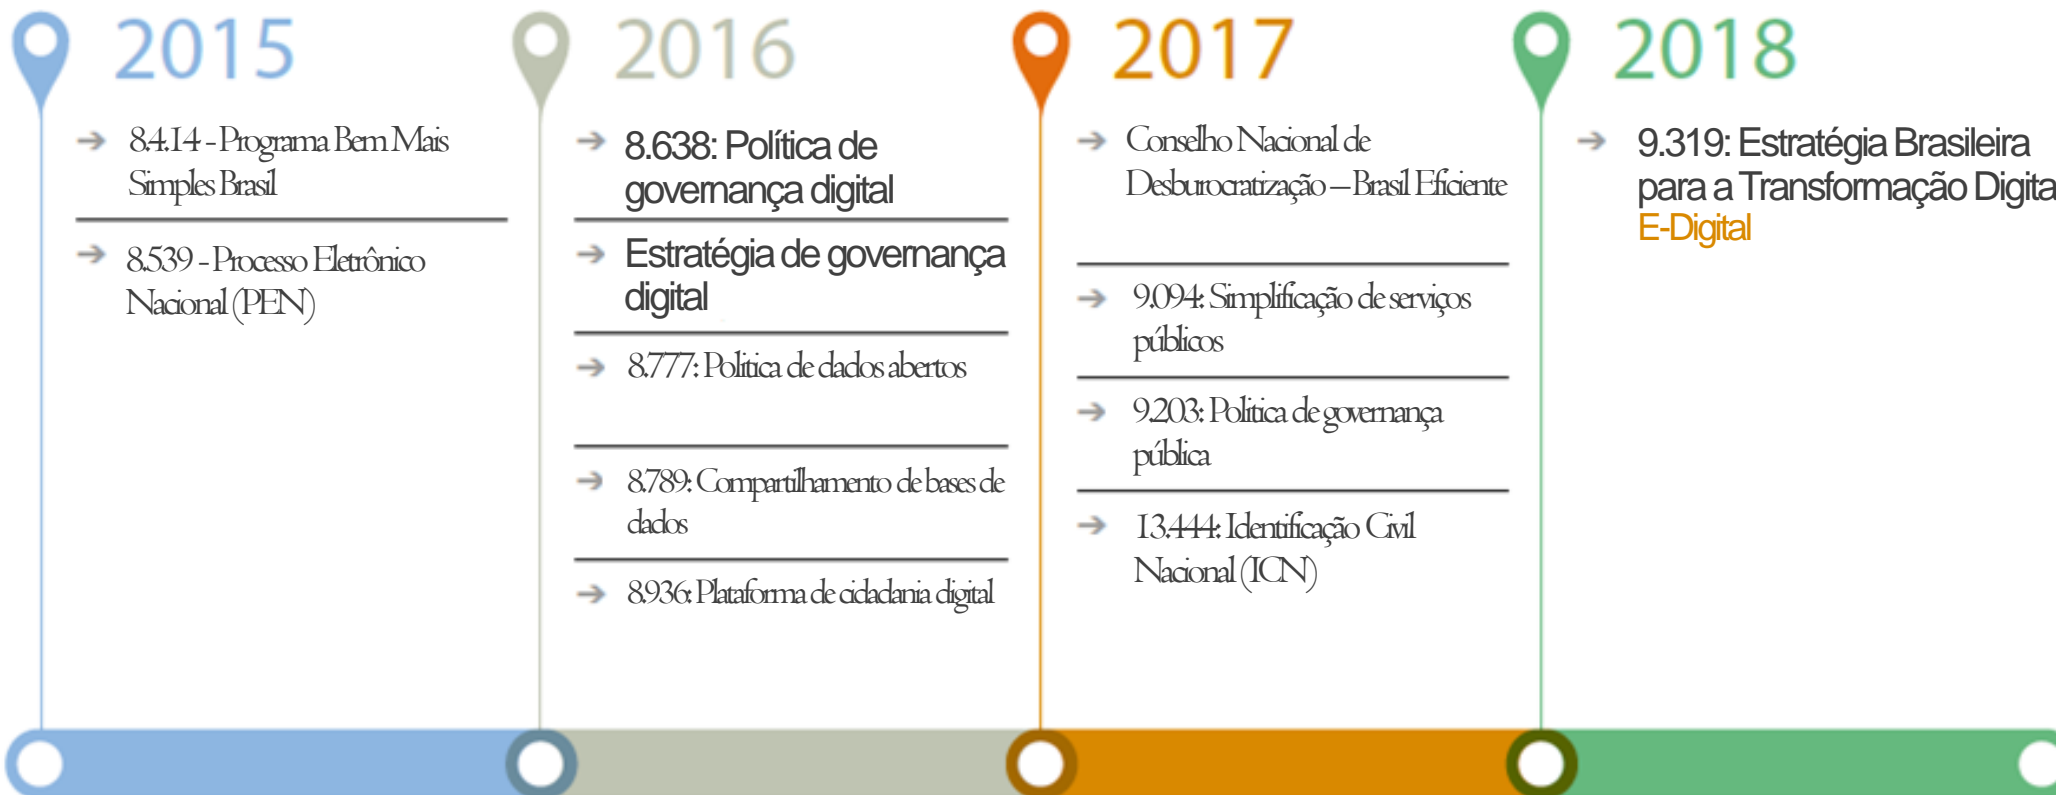 2015
8.4.14 - Programa Bem Mais
Simples Brasil
8.539 - Processo Eletrônico
Nacional (PEN)
2016
8.638: Política de
governança digital
Estratégia de governança
digital
8.777: Politica de dados abertos
8.789: Compartilhamento de bases de
dados
8.936: Plataforma de cidadania digital
2017
Conselho Nacional de
Desburocratização – Brasil Eficiente
9.094: Simplificação de serviços
públicos
9.203: Politica de governança
pública
13.444: Identificação Civil
Nacional (ICN)
2018
9.319: Estratégia Brasileira
para a Transformação Digita
E-Digital